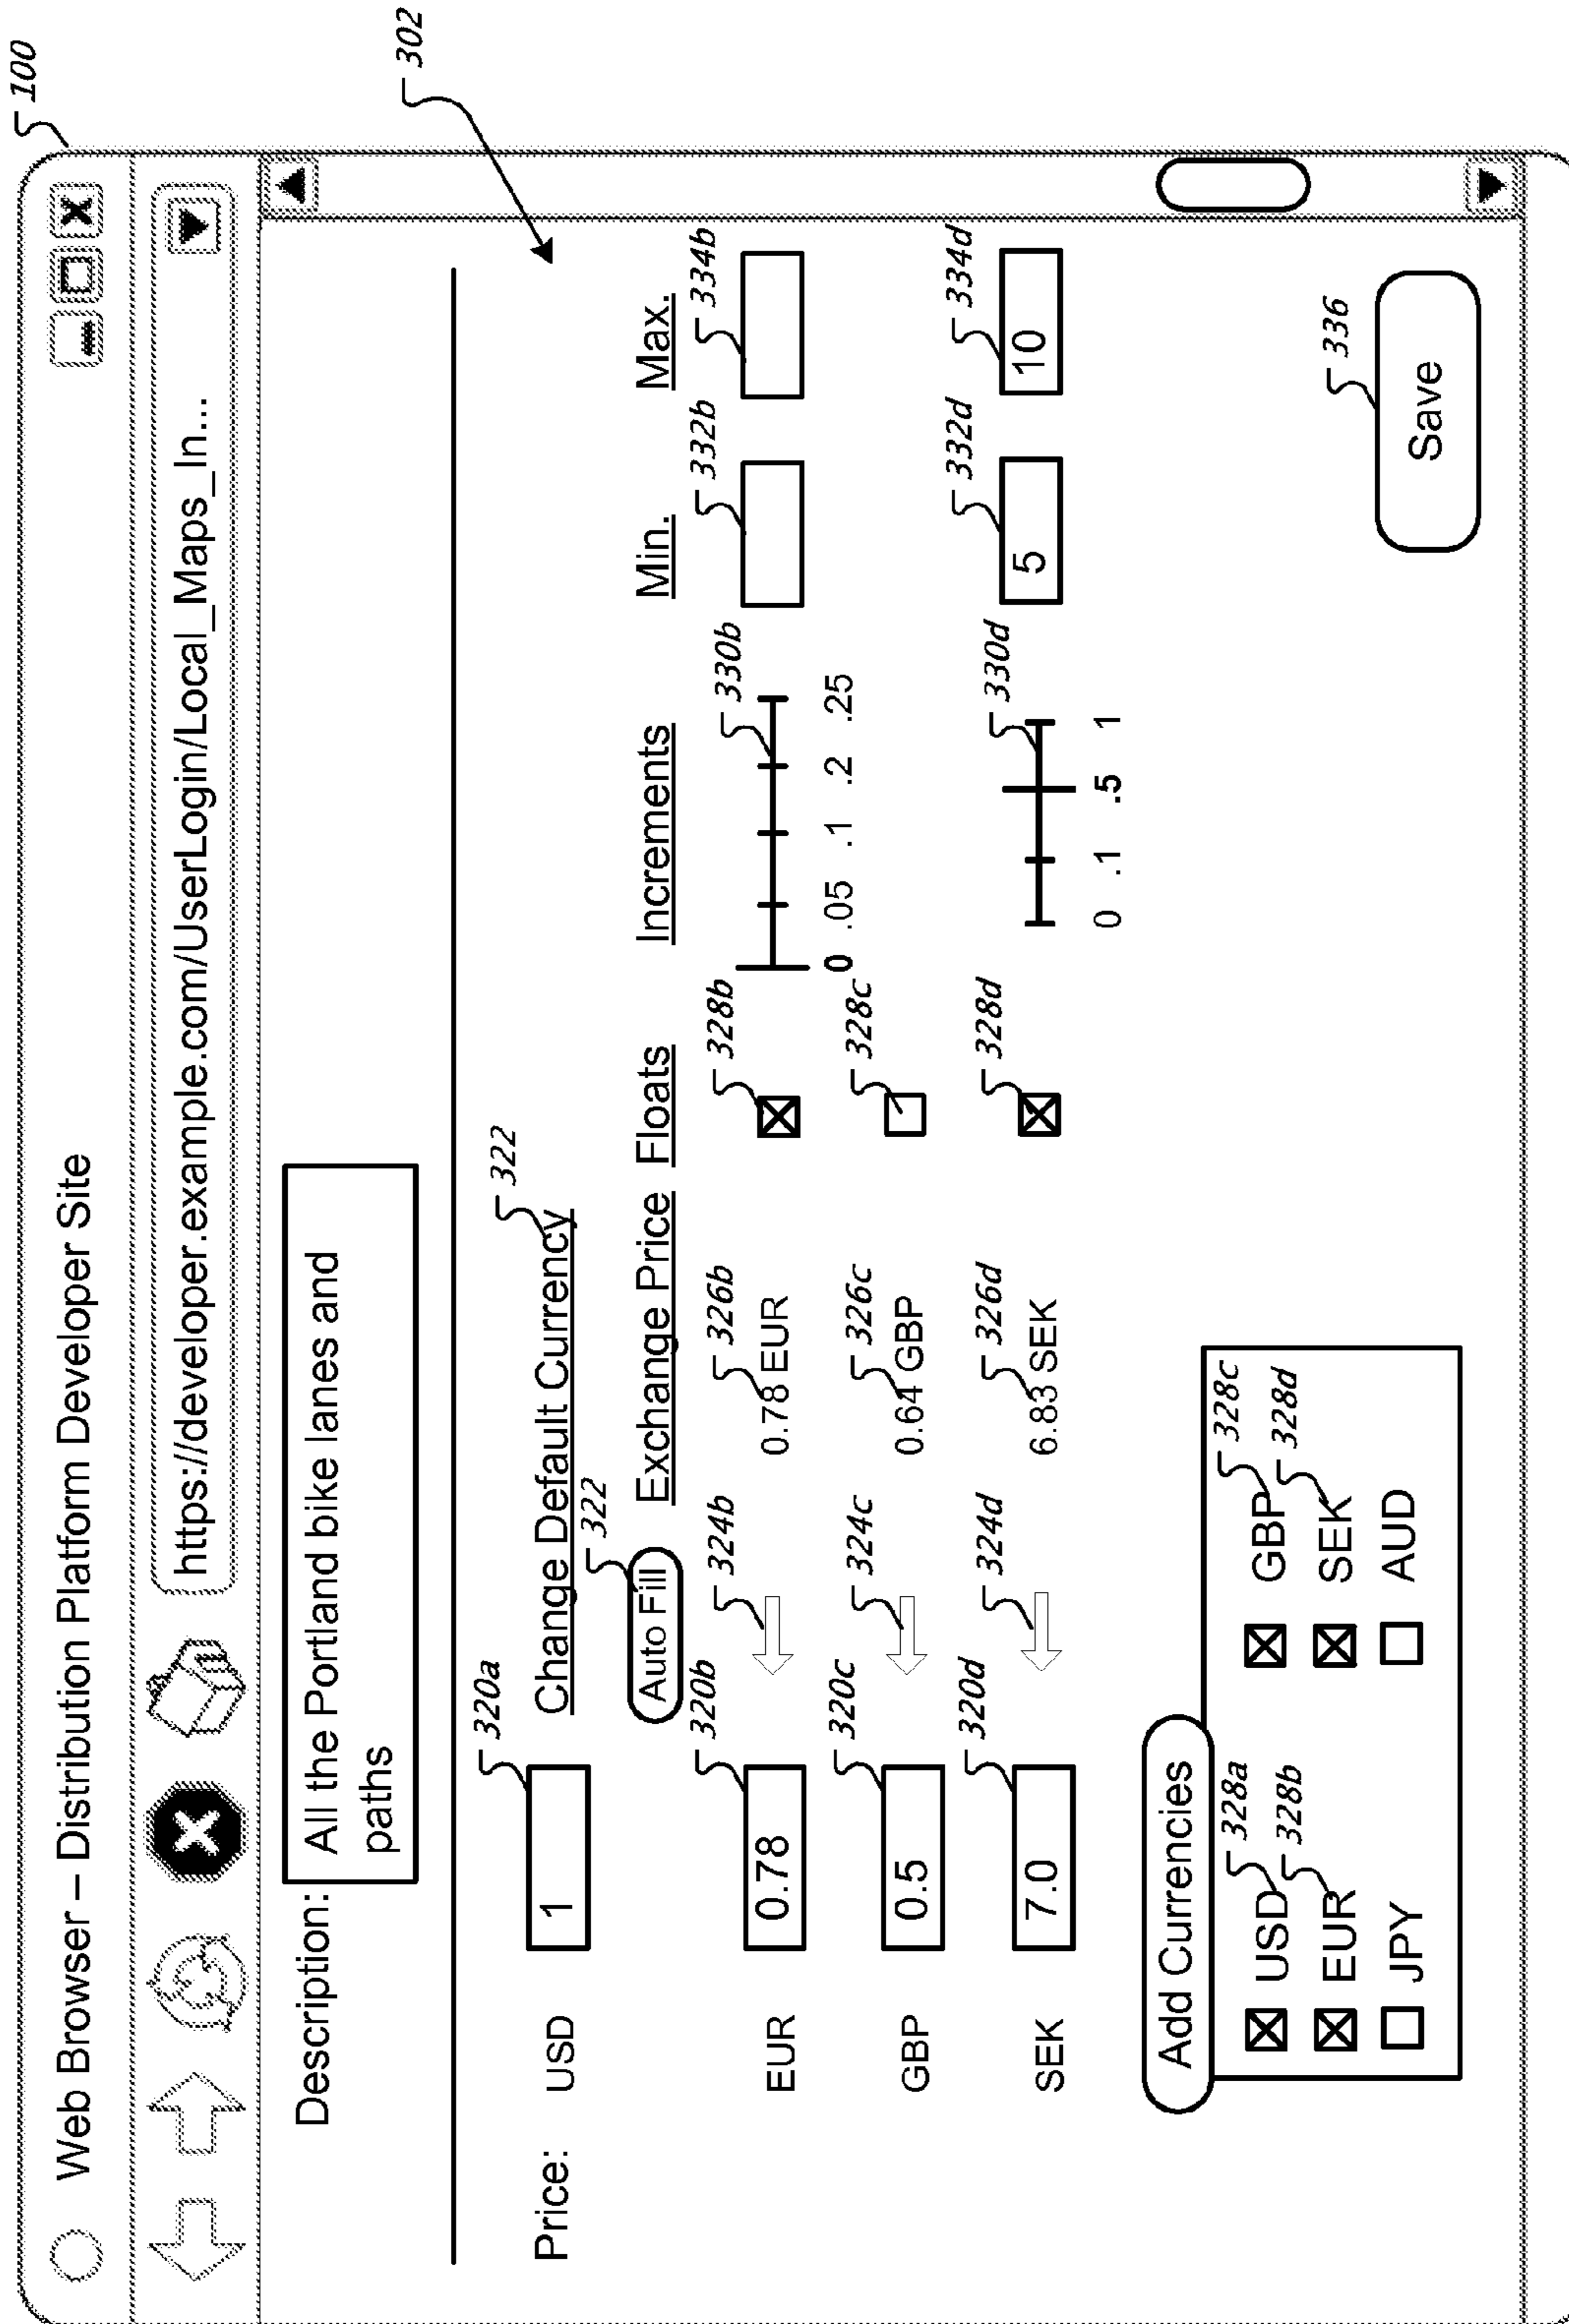 100
Web Browser – Distribution Platform Developer Site
https://developer.example.com/UserLogin/Local_Maps_In...
Description:
All the Portland bike lanes and
paths
302
320a
322
Price: USD 1 Change Default Currency
322
Auto Fill Exchange Price Floats Increments Min. Max.
320b 324b 326b 328b 330b 332b 334b
EUR 0.78 0.78 EUR
0 .05 .1 .2 .25
320c 324c 326c 328c
GBP 0.5 0.64 GBP
320d 324d 326d 328d 330d 332d 334d
SEK 7.0 6.83 SEK 5 10
0 .1 .5 1
Add Currencies
328a 328c
USD GBP
328b 328d
EUR SEK
JPY AUD
336
Save